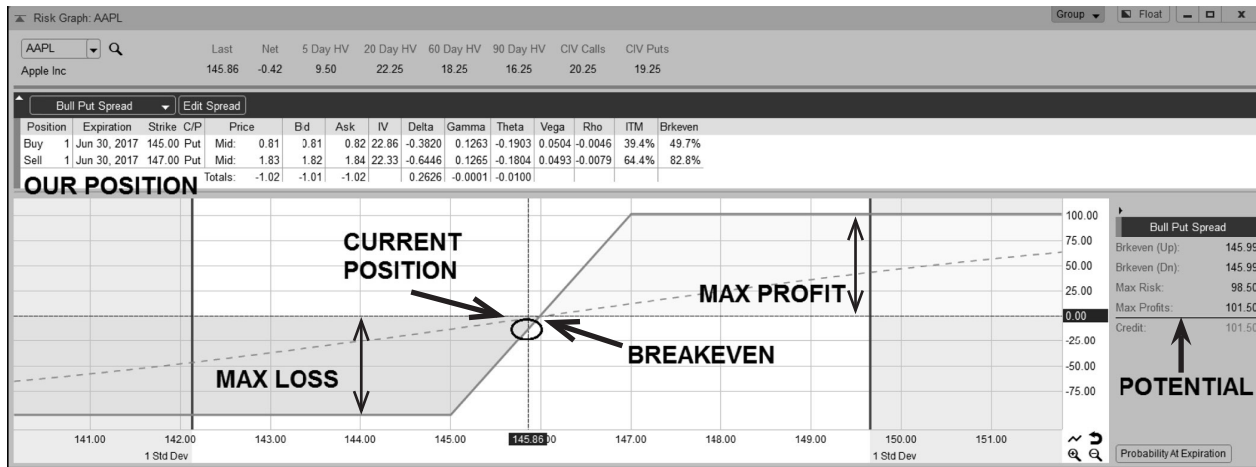 Risk Graph: AAPL Group Float
AAPL Last Net 5 Day HV 20 Day HV 60 Day HV 90 Day HV CIV Calls CIV Puts
Apple Inc 145.86 -0.42 9.50 22.25 18.25 16.25 20.25 19.25
Bull Put Spread Edit Spread
Position Expiration Strike C/P Price Bid Ask IV Delta Gamma Theta Vega Rho ITM Brkeven
Buy 1 Jun 30, 2017 145.00 Put Mid: 0.81 0.81 0.82 22.86 -0.3820 0.1263 -0.1903 0.0504 -0.0046 39.4% 49.7%
Sell 1 Jun 30, 2017 147.00 Put Mid: 1.83 1.82 1.84 22.33 -0.6446 0.1265 -0.1804 0.0493 -0.0079 64.4% 82.8%
Totals: -1.02 -1.01 -1.02 0.2626 -0.0001 -0.0100
OUR POSITION
CURRENT
POSITION
MAX PROFIT
BREAKEVEN
MAX LOSS
100.00
75.00
50.00
25.00
0.00
-25.00
-50.00
-75.00
141.00 142.00 143.00 144.00 145.00 145.86 147.00 148.00 149.00 150.00 151.00
1 Std Dev 1 Std Dev
Bull Put Spread
Brkeven (Up): 145.99
Brkeven (Dn): 145.99
Max Risk: 98.50
Max Profits: 101.50
Credit: 101.50
POTENTIAL
Probability At Expiration